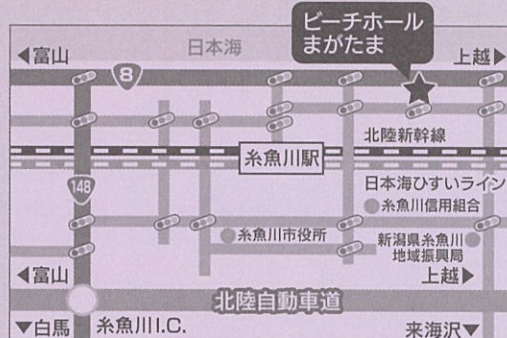 ビーチホール
まがたま
◀富山
日本海
上越▶
8
北陸新幹線
糸魚川駅
148
日本海ひすいライン
糸魚川信用組合
糸魚川市役所
新潟県糸魚川
地域振興局
◀富山
上越▶
北陸自動車道
▼白馬
糸魚川I.C.
来海沢▼